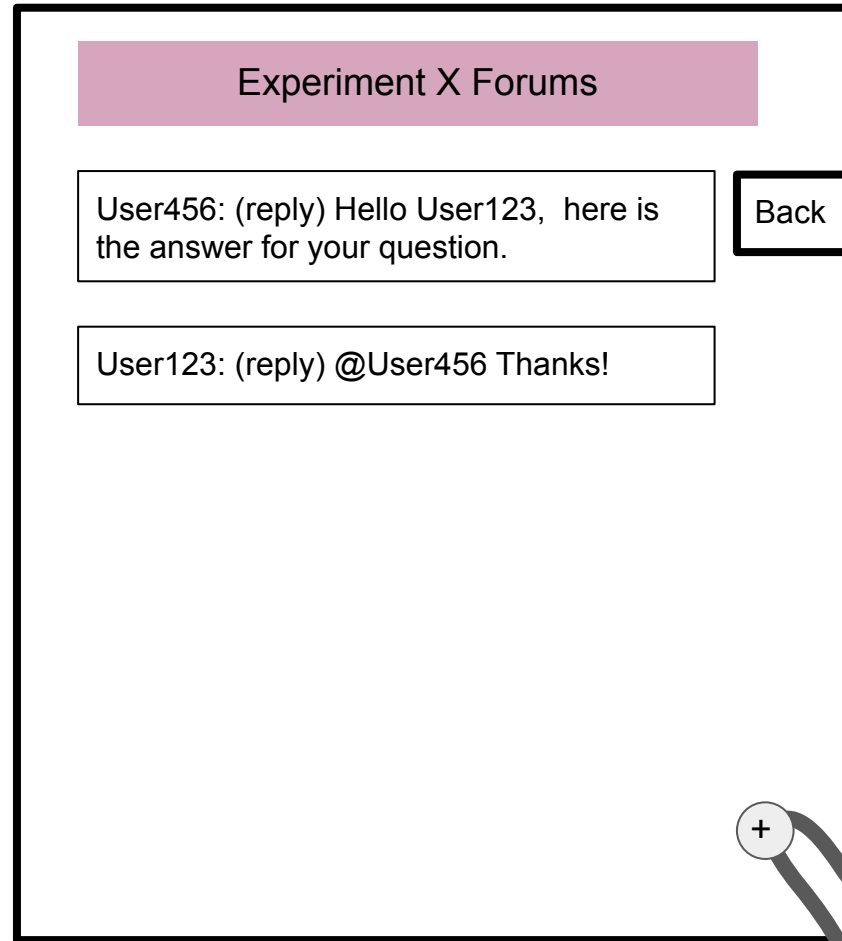 Experiment X Forums
User456: (reply) Hello User123,  here is
the answer for your question.
Back
User123: (reply) @User456 Thanks!
+